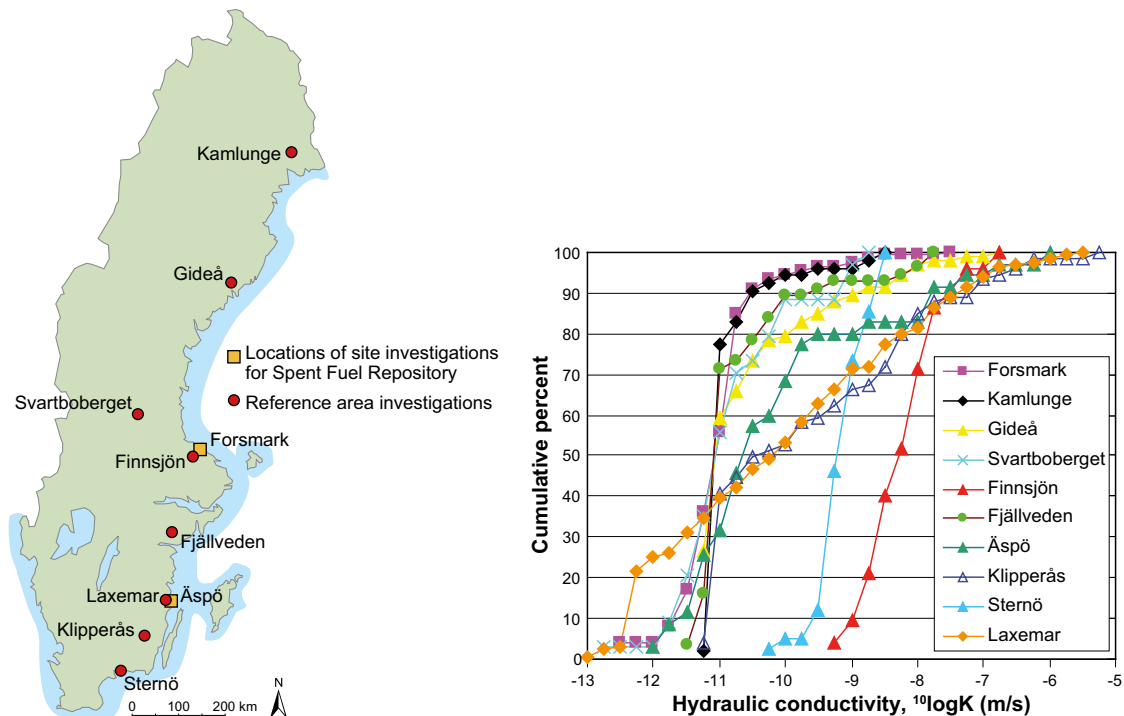 Kamlunge
Gideå
Locations of site investigations
for Spent Fuel Repository
Reference area investigations
Svartboberget
Forsmark
Finnsjön
Fjällveden
Laxemar
Äspö
Klipperås
Sternö
0 100 200 km
N
Cumulative percent
100
90
80
70
60
50
40
30
20
10
0
-13 -12 -11 -10 -9 -8 -7 -6 -5
Hydraulic conductivity, ¹⁰logK (m/s)
Forsmark
Kamlunge
Gideå
Svartboberget
Finnsjön
Fjällveden
Äspö
Klipperås
Sternö
Laxemar